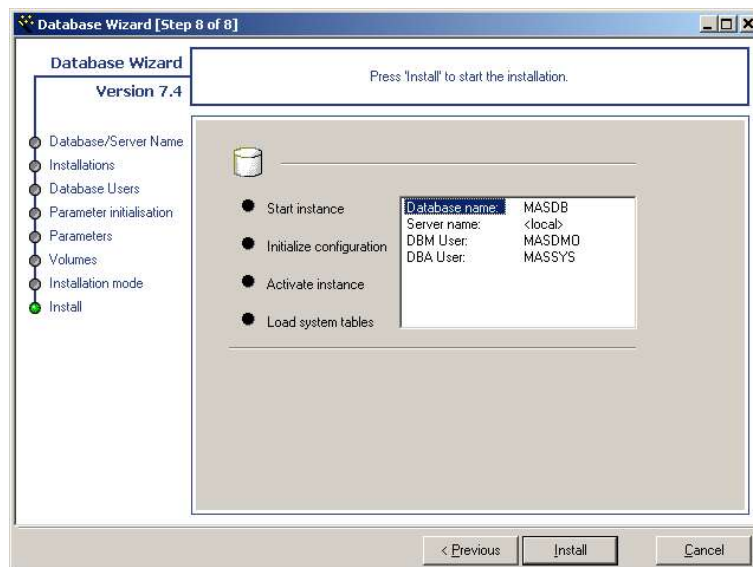 Database Wizard [Step 8 of 8]
Database Wizard
Version 7.4
Press 'Install' to start the installation.
Database/Server Name
Installations
Database Users
Parameter initialisation
Parameters
Volumes
Installation mode
Install
Start instance
Initialize configuration
Activate instance
Load system tables
Database name: MASDB
Server name: <local>
DBM User: MASDMO
DBA User: MASSYS
< Previous
Install
Cancel